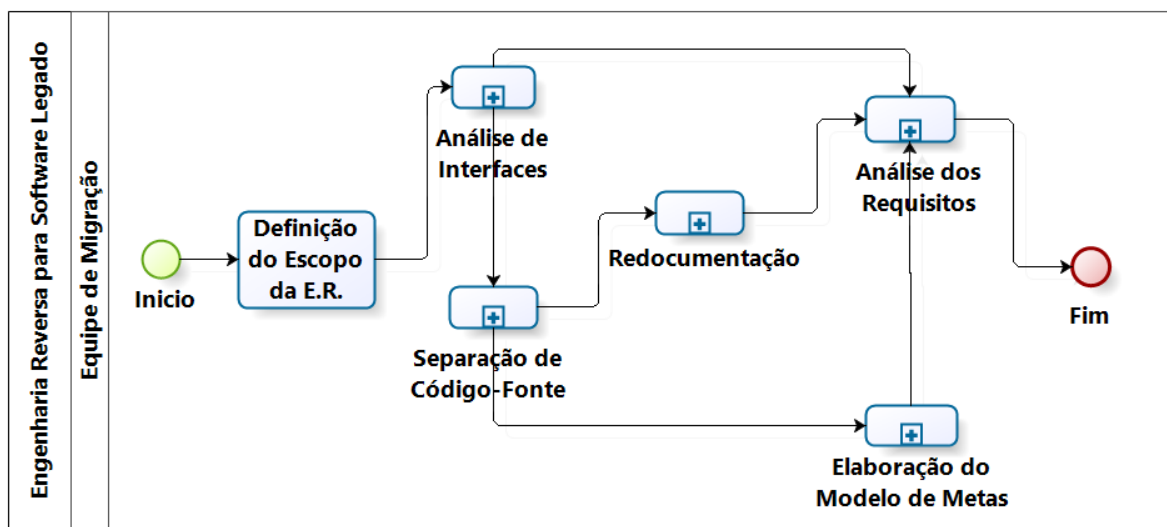 Engenharia Reversa para Software Legado
Equipe de Migração
Inicio
Definição
do Escopo
da E.R.
Análise de
Interfaces
Separação de
Código-Fonte
Redocumentação
Análise dos
Requisitos
Elaboração do
Modelo de Metas
Fim